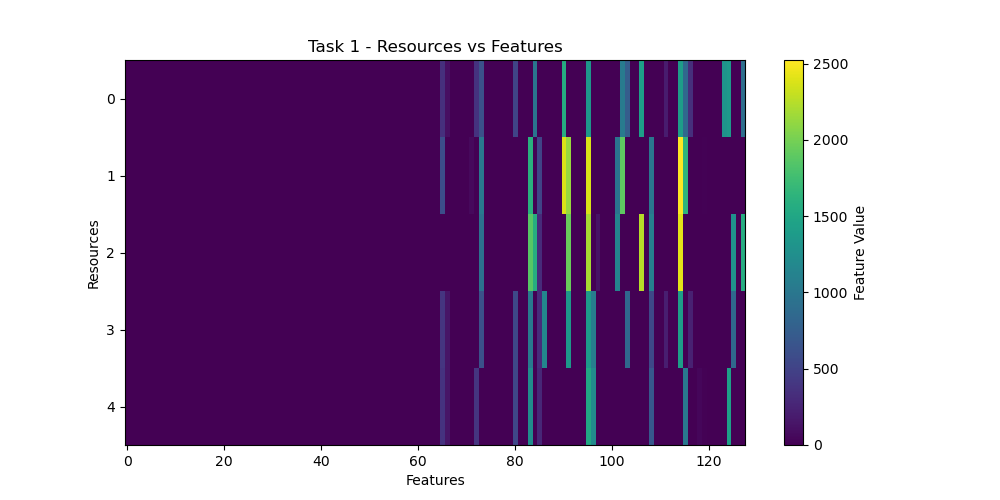 Task 1 - Resources vs Features
Resources
0
1
2
3
4
0 20 40 60 80 100 120
Features
2500
2000
1500
1000
500
0
Feature Value